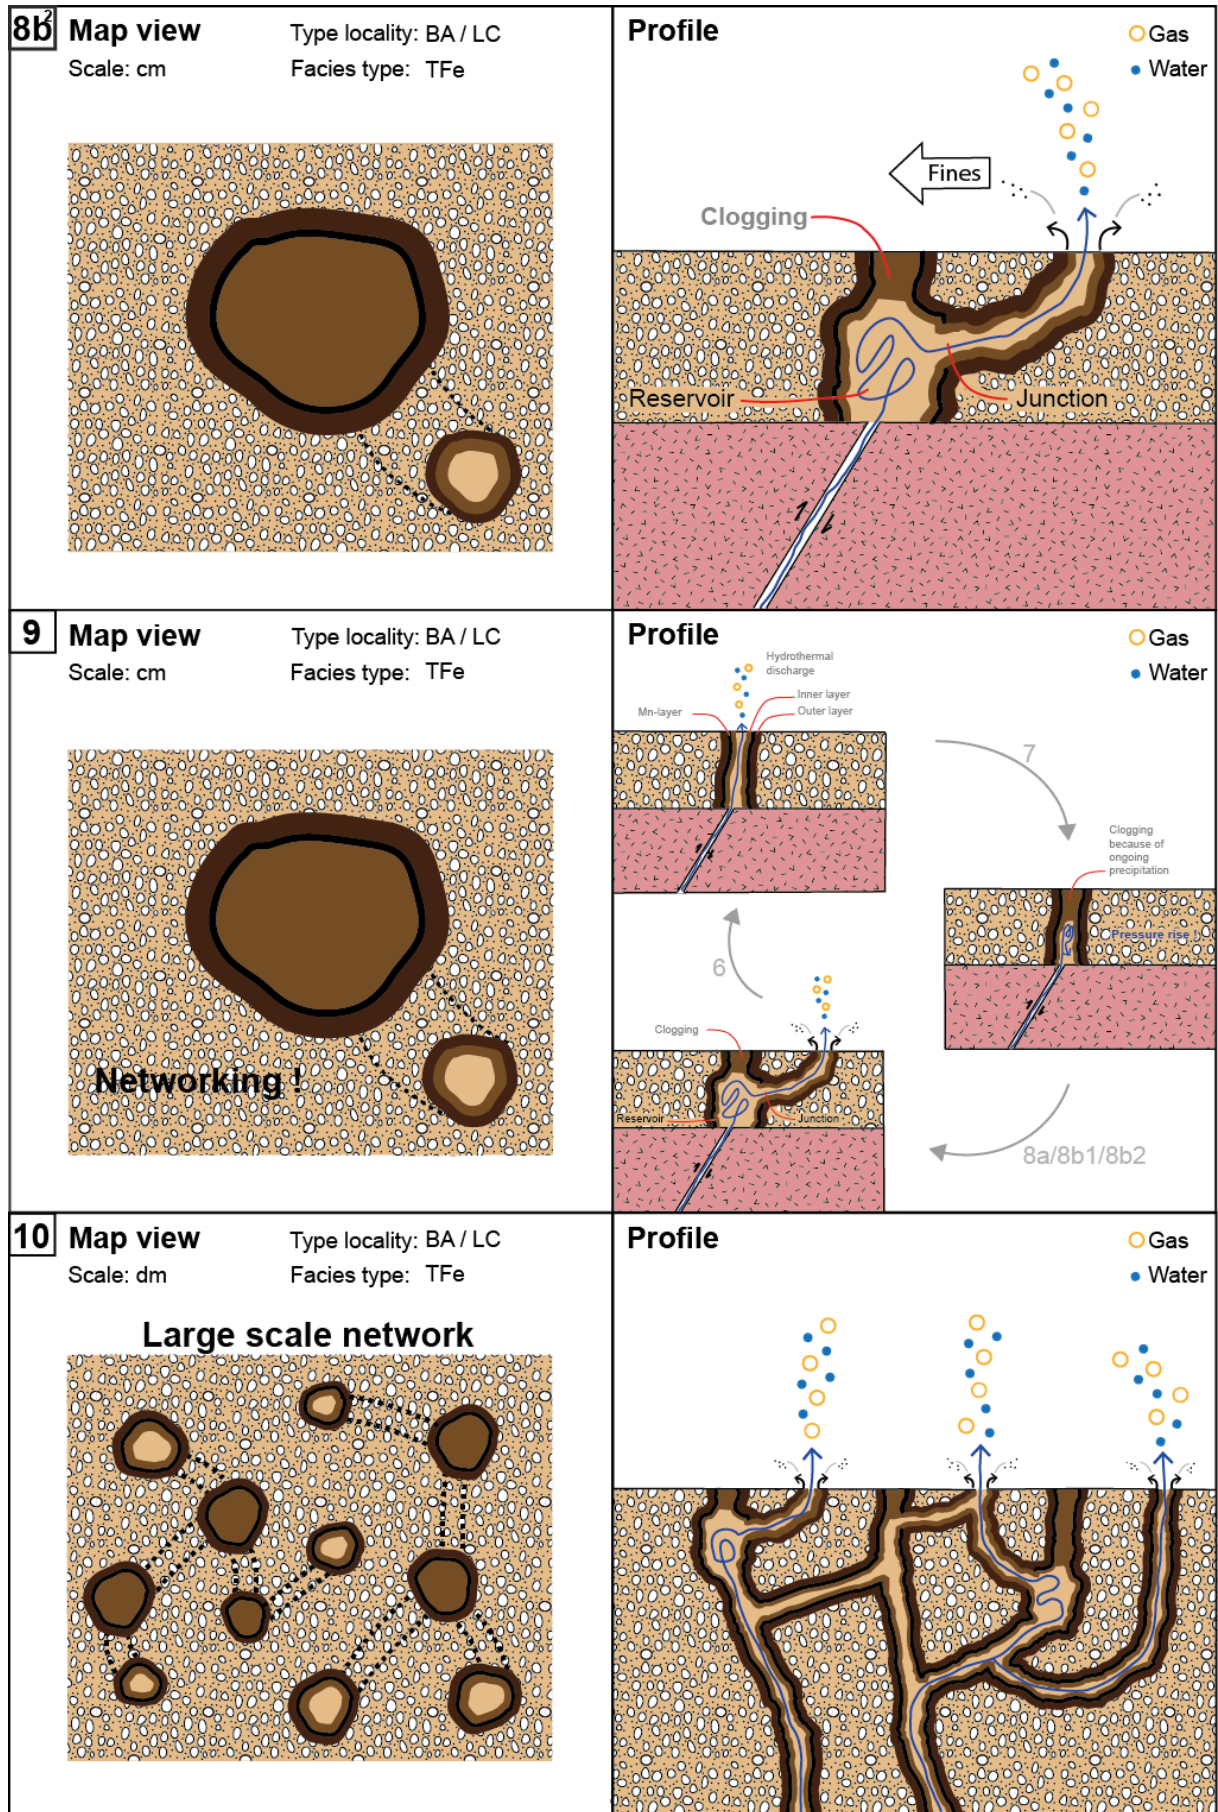 8b²
Map view
Type locality: BA / LC
Scale: cm
Facies type: TFe
Profile
Gas
Water
Fines
Clogging
Reservoir
Junction
9
Map view
Type locality: BA / LC
Scale: cm
Facies type: TFe
Networking !
Profile
Gas
Water
Hydrothermal
discharge
Inner layer
Mn-layer
Outer layer
7
Clogging
because of
ongoing
precipitation
Pressure rise !
6
Clogging
Reservoir
Junction
8a/8b1/8b2
10
Map view
Type locality: BA / LC
Scale: dm
Facies type: TFe
Large scale network
Profile
Gas
Water